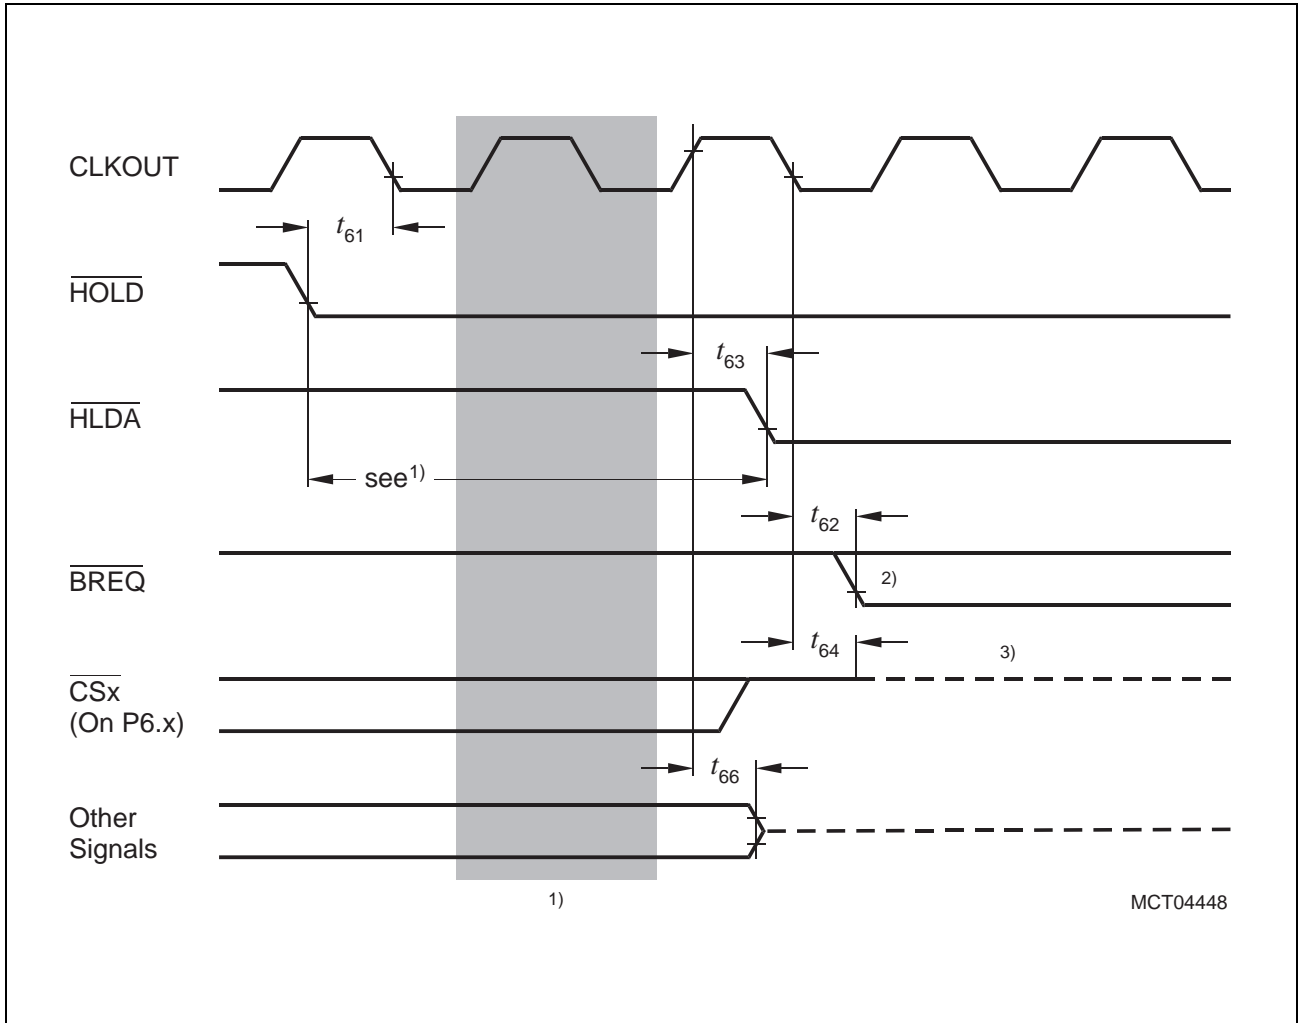 CLKOUT
t61
HOLD
t63
HLDA
see1)
t62
BREQ
2)
t64
3)
CSx
(On P6.x)
t66
Other
Signals
1)
MCT04448